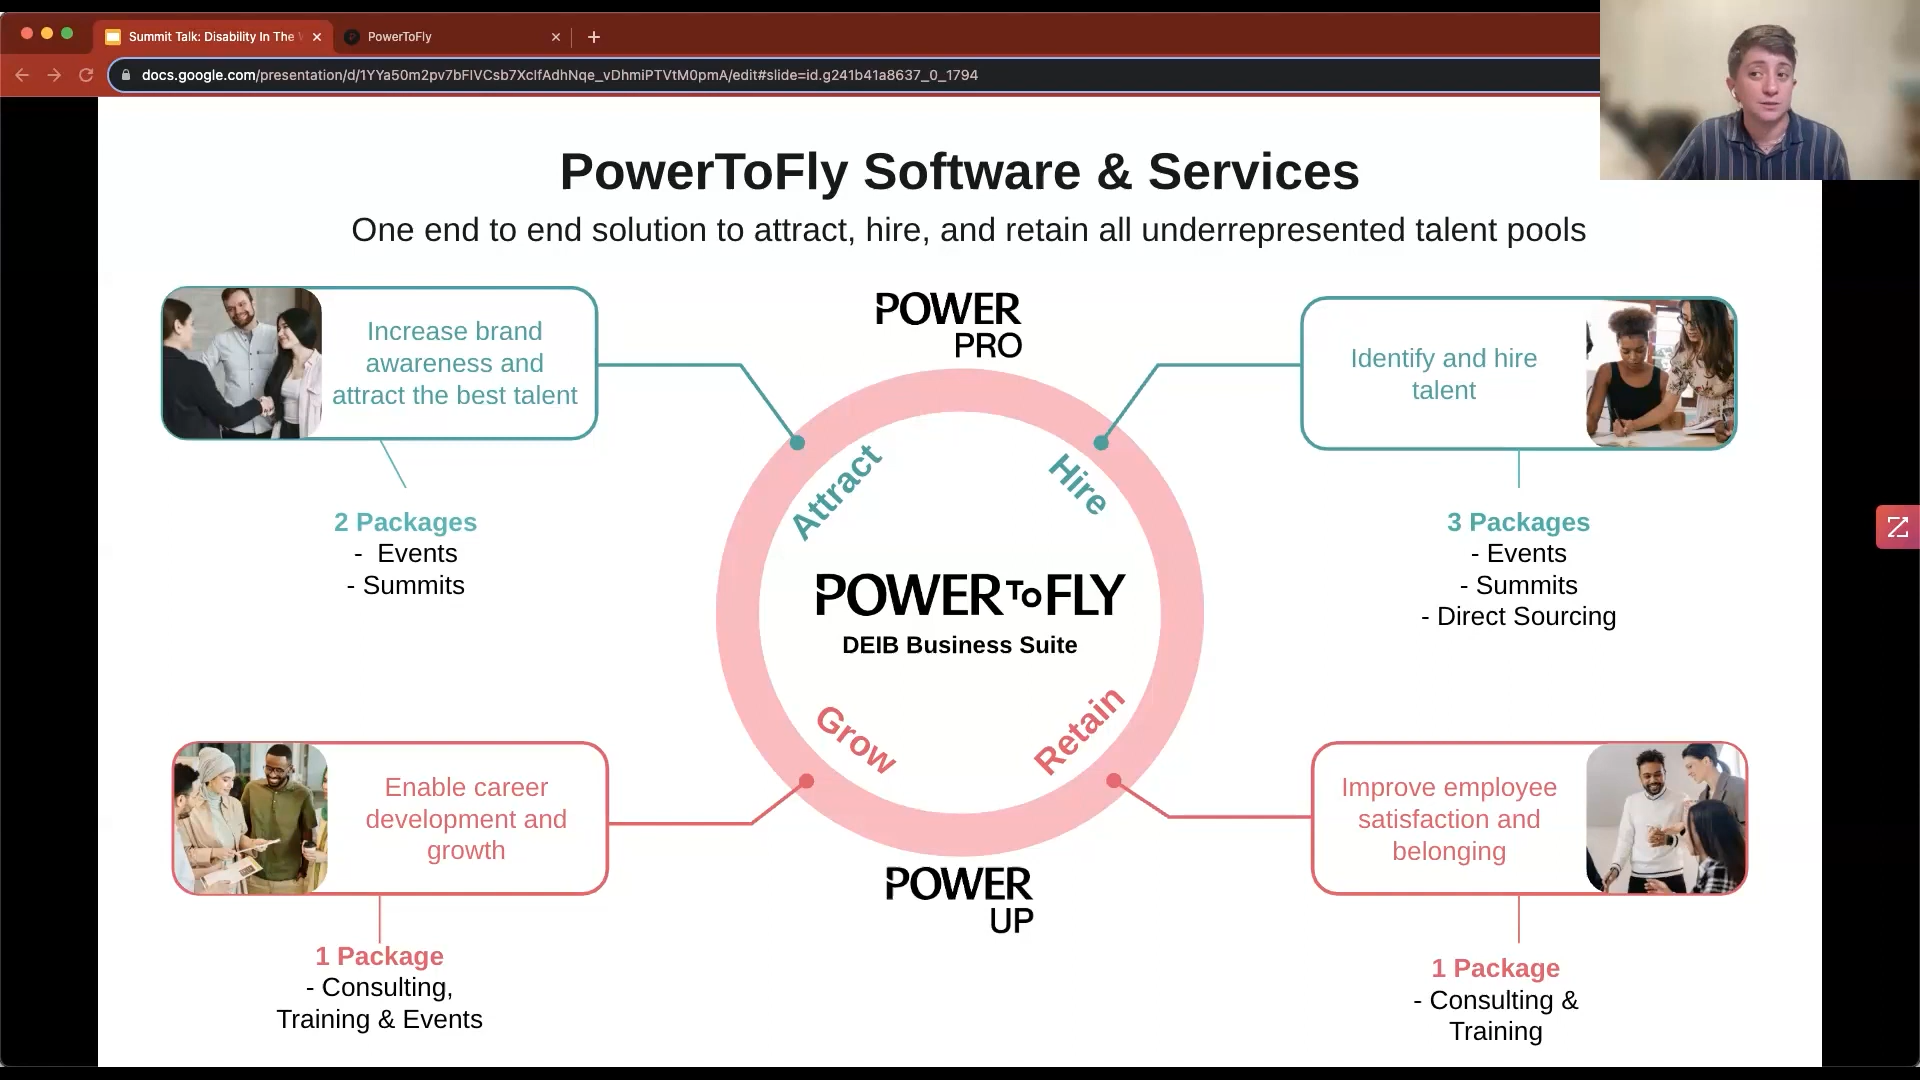 Summit Talk: Disability In The
PowerToFly
docs.google.com/presentation/d/1YYa50m2pv7bFlVCsb7XclfAdhNqe_vDhmiPTVtM0pmA/edit#slide=id.g241b41a8637_0_1794
PowerToFly Software & Services
One end to end solution to attract, hire, and retain all underrepresented talent pools
Increase brand
awareness and
attract the best talent
2 Packages
- Events
- Summits
POWER
PRO
Identify and hire
talent
3 Packages
- Events
- Summits
- Direct Sourcing
Attract
Hire
POWERTOFLY
DEIB Business Suite
Grow
Retain
POWER
UP
Enable career
development and
growth
1 Package
- Consulting,
Training & Events
Improve employee
satisfaction and
belonging
1 Package
- Consulting &
Training